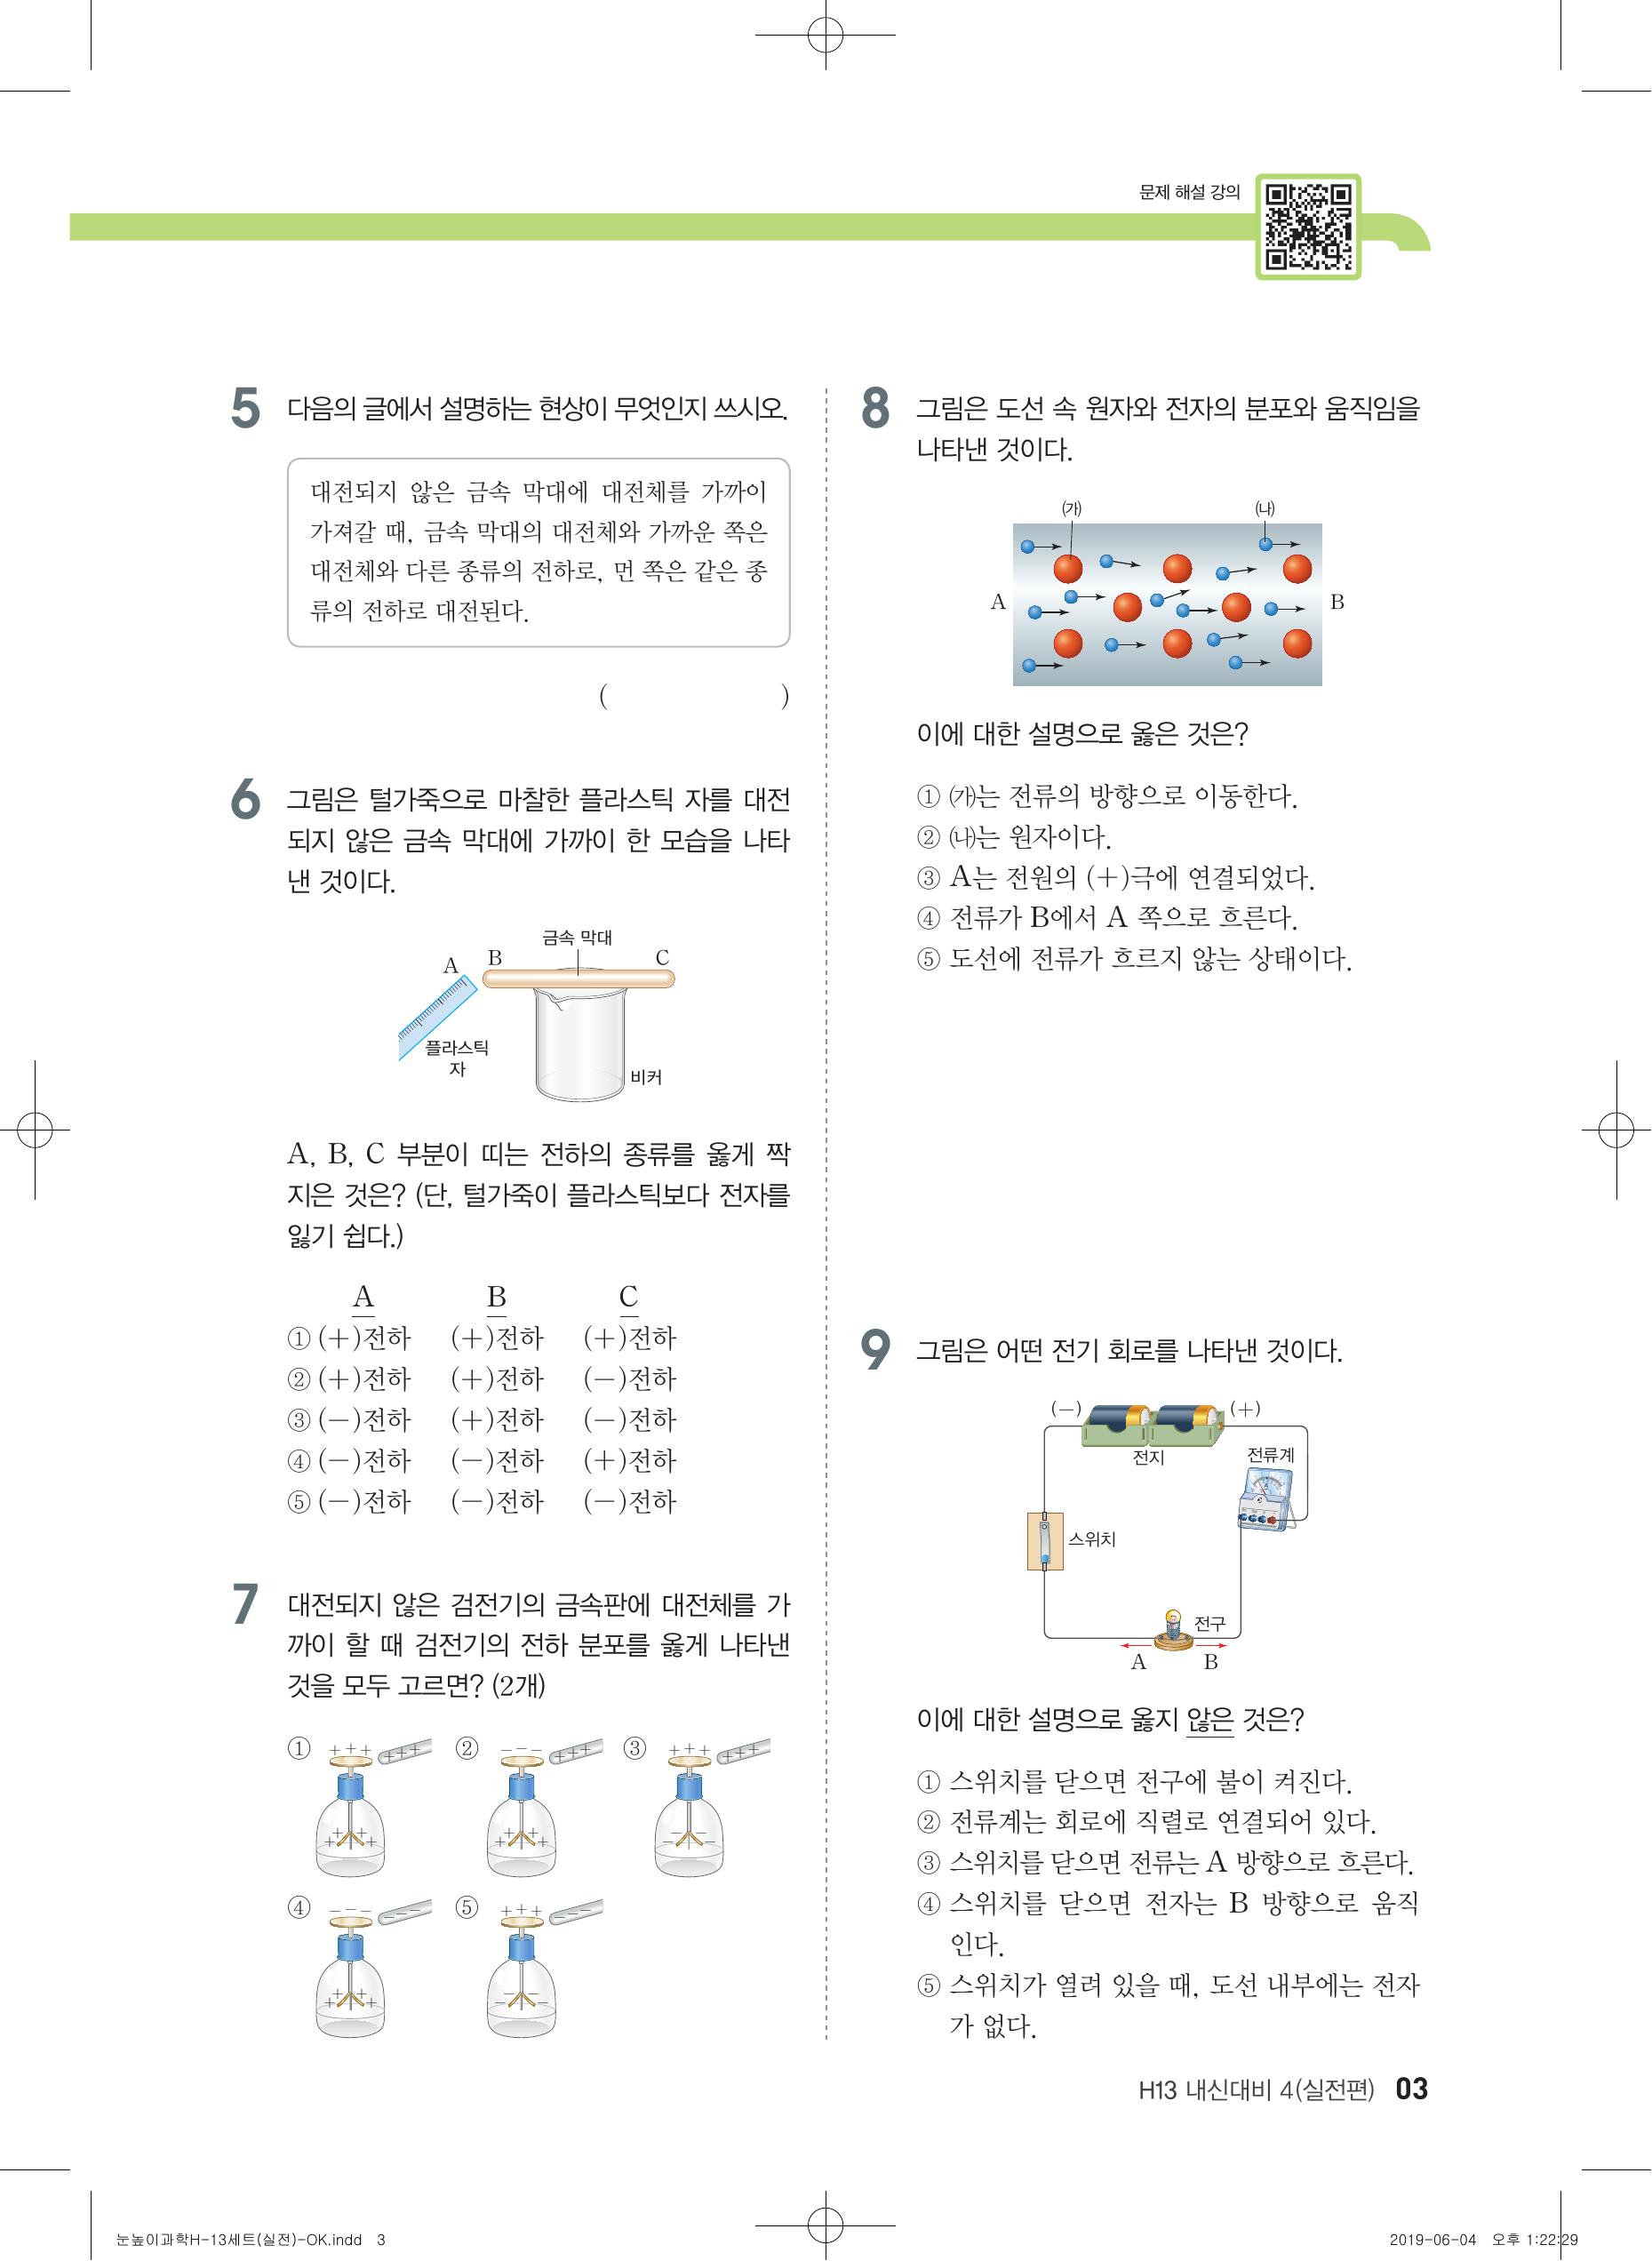 문제 해설 강의
5 다음의 글에서 설명하는 현상이 무엇인지 쓰시오.
대전되지 않은 금속 막대에 대전체를 가까이
가져갈 때, 금속 막대의 대전체와 가까운 쪽은
대전체와 다른 종류의 전하로, 먼 쪽은 같은 종
류의 전하로 대전된다.
( )
6 그림은 털가죽으로 마찰한 플라스틱 자를 대전
되지 않은 금속 막대에 가까이 한 모습을 나타
낸 것이다.
금속 막대
A B C
플라스틱
자
비커
A, B, C 부분이 띠는 전하의 종류를 옳게 짝
지은 것은? (단, 털가죽이 플라스틱보다 전자를
잃기 쉽다.)
A B C
① (+)전하 (+)전하 (+)전하
② (+)전하 (+)전하 (-)전하
③ (-)전하 (+)전하 (-)전하
④ (-)전하 (-)전하 (+)전하
⑤ (-)전하 (-)전하 (-)전하
7 대전되지 않은 검전기의 금속판에 대전체를 가
까이 할 때 검전기의 전하 분포를 옳게 나타낸
것을 모두 고르면? (2개)
① ② ③
④ ⑤
8 그림은 도선 속 원자와 전자의 분포와 움직임을
나타낸 것이다.
(가) (나)
A B
이에 대한 설명으로 옳은 것은?
① (가)는 전류의 방향으로 이동한다.
② (나)는 원자이다.
③ A는 전원의 (+)극에 연결되었다.
④ 전류가 B에서 A 쪽으로 흐른다.
⑤ 도선에 전류가 흐르지 않는 상태이다.
9 그림은 어떤 전기 회로를 나타낸 것이다.
(-) (+)
전지
전류계
스위치
전구
A B
이에 대한 설명으로 옳지 않은 것은?
① 스위치를 닫으면 전구에 불이 켜진다.
② 전류계는 회로에 직렬로 연결되어 있다.
③ 스위치를 닫으면 전류는 A 방향으로 흐른다.
④ 스위치를 닫으면 전자는 B 방향으로 움직
인다.
⑤ 스위치가 열려 있을 때, 도선 내부에는 전자
가 없다.
H13 내신대비 4(실전편) 03
눈높이과학H-13세트(실전)-OK.indd 3
2019-06-04 오후 1:22:29